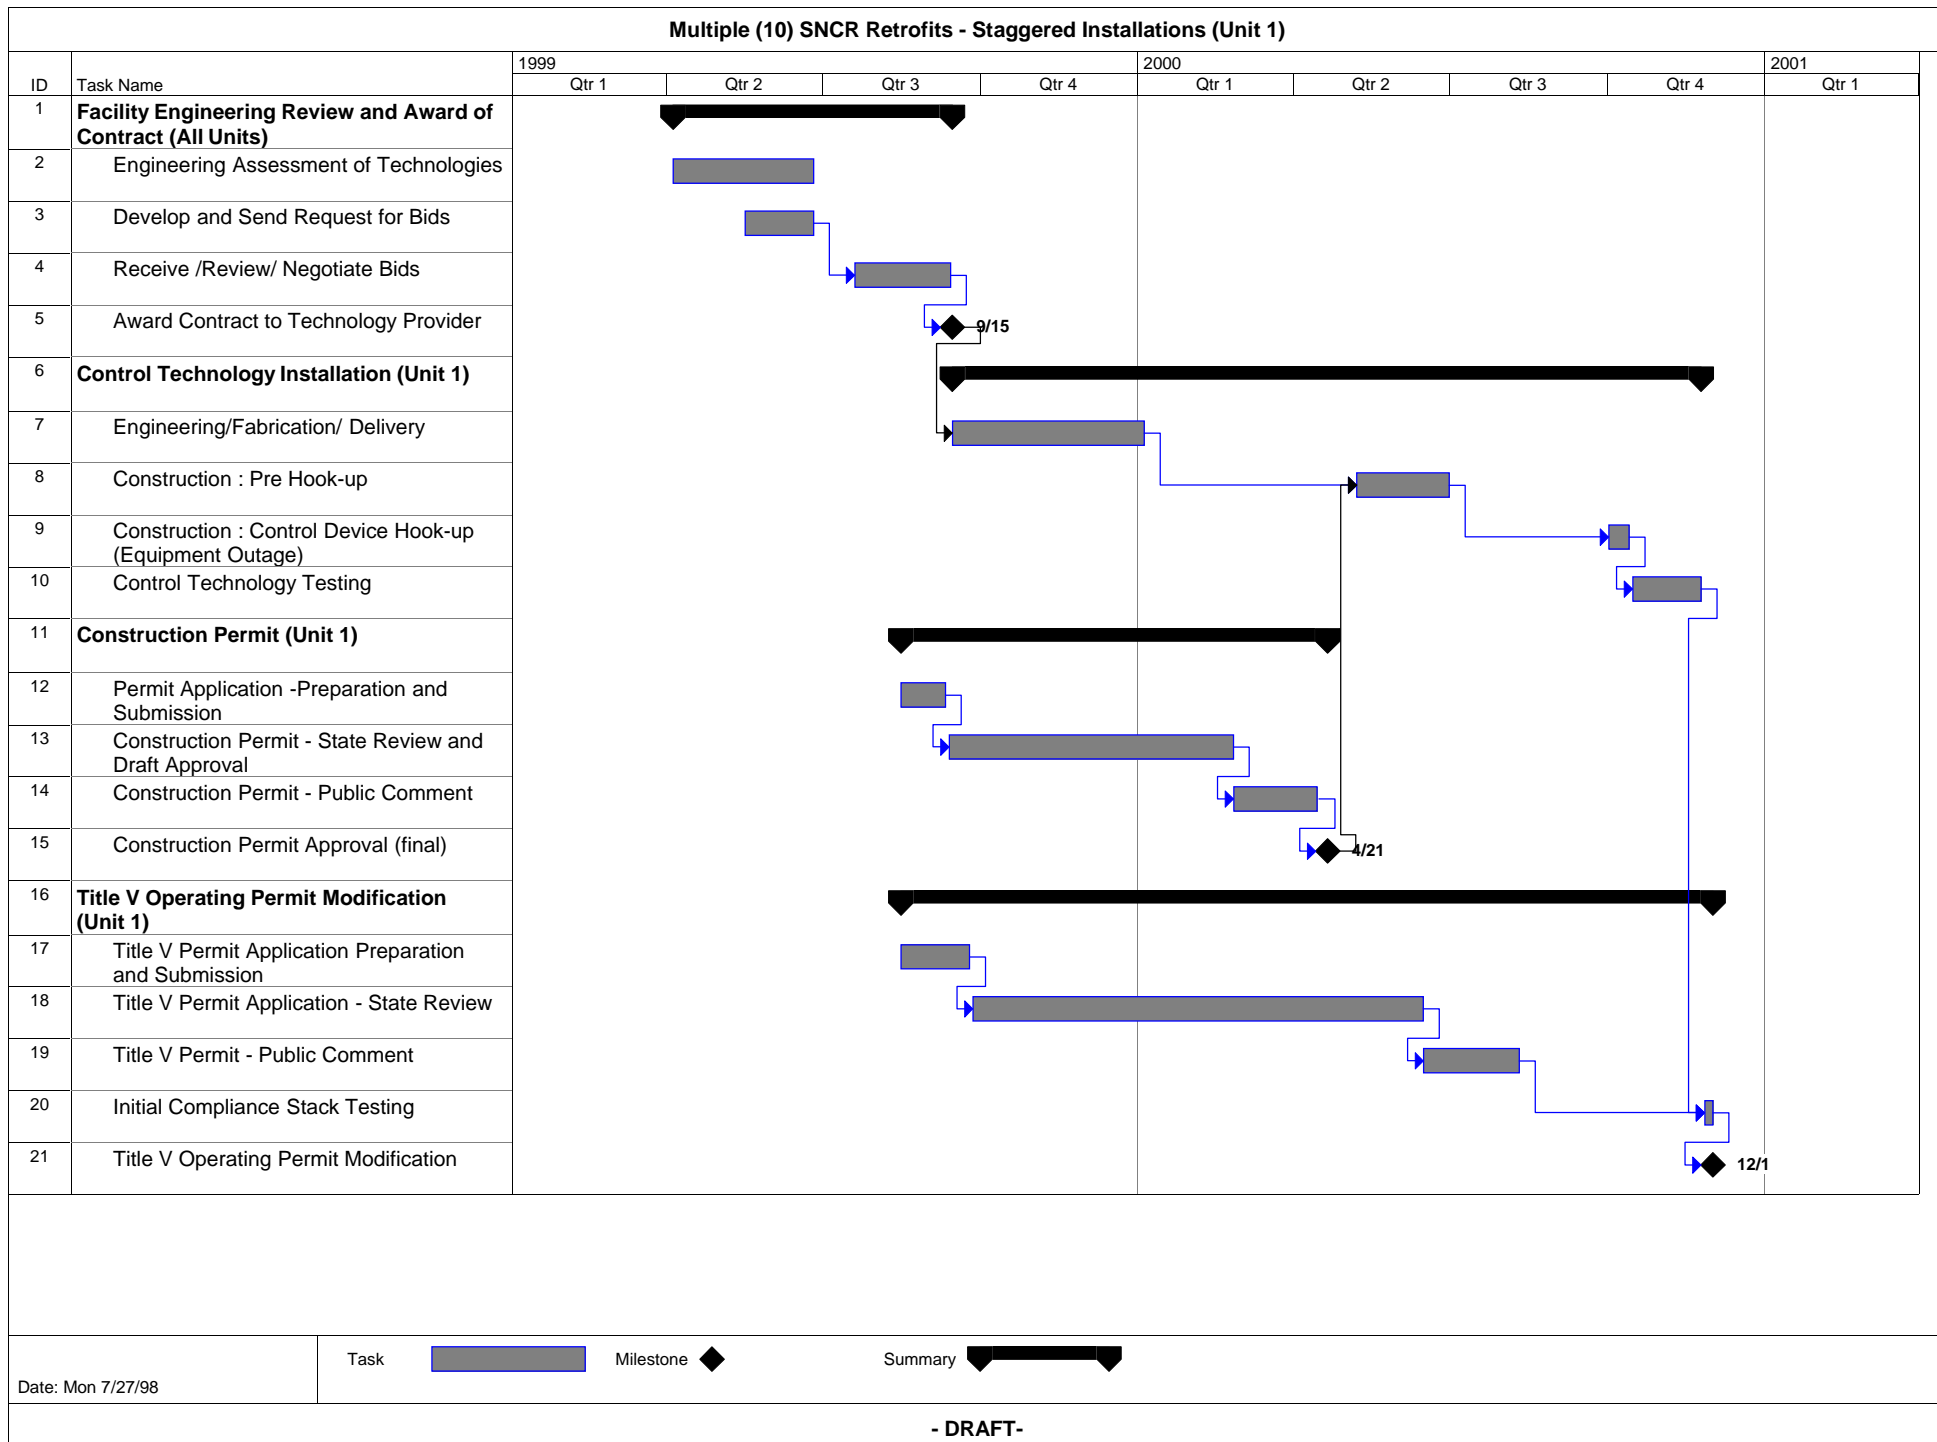 Multiple (10) SNCR Retrofits - Staggered Installations (Unit 1)
1999 2000 2001
ID Task Name Qtr 1 Qtr 2 Qtr 3 Qtr 4 Qtr 1 Qtr 2 Qtr 3 Qtr 4 Qtr 1
1 Facility Engineering Review and Award of
Contract (All Units)
2 Engineering Assessment of Technologies
3 Develop and Send Request for Bids
4 Receive /Review/ Negotiate Bids
5 Award Contract to Technology Provider 9/15
6 Control Technology Installation (Unit 1)
7 Engineering/Fabrication/ Delivery
8 Construction : Pre Hook-up
9 Construction : Control Device Hook-up
(Equipment Outage)
10 Control Technology Testing
11 Construction Permit (Unit 1)
12 Permit Application -Preparation and
Submission
13 Construction Permit - State Review and
Draft Approval
14 Construction Permit - Public Comment
15 Construction Permit Approval (final) 4/21
16 Title V Operating Permit Modification
(Unit 1)
17 Title V Permit Application Preparation
and Submission
18 Title V Permit Application - State Review
19 Title V Permit - Public Comment
20 Initial Compliance Stack Testing
21 Title V Operating Permit Modification 12/1
Task Milestone Summary
Date: Mon 7/27/98
- DRAFT-